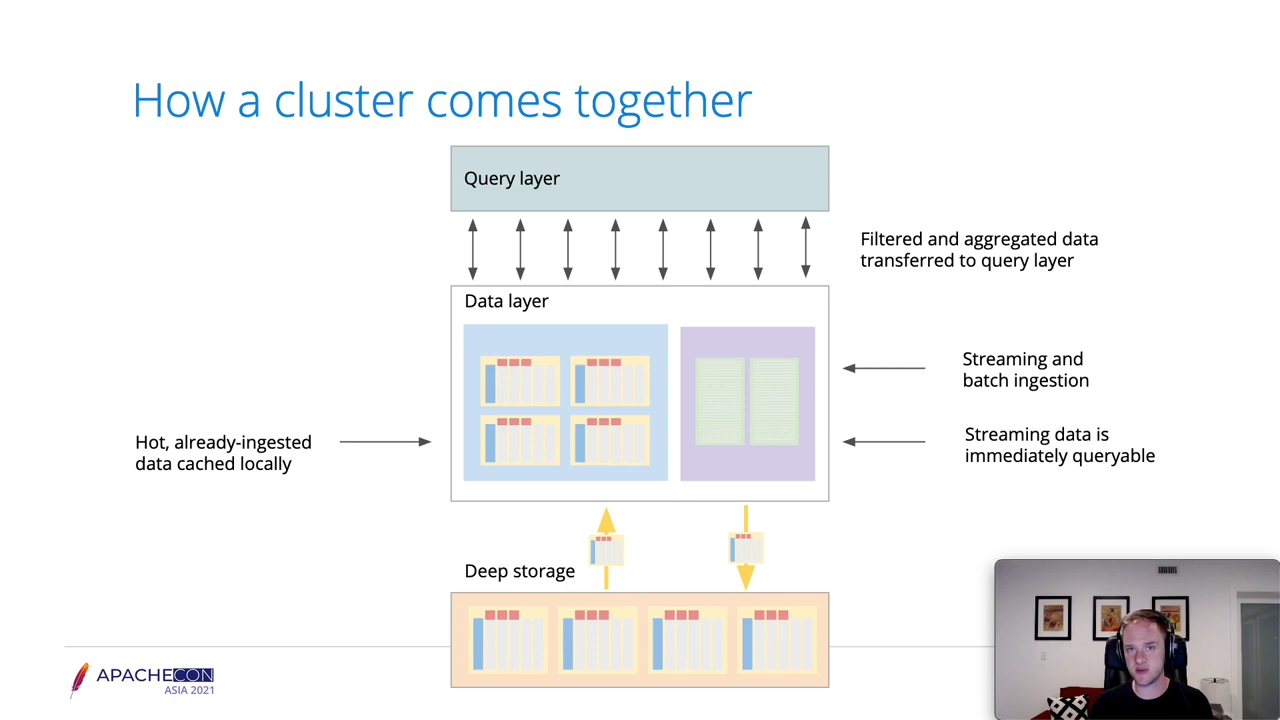 How a cluster comes together
Query layer
Filtered and aggregated data
transferred to query layer
Data layer
Streaming and
batch ingestion
Hot, already-ingested
data cached locally
Streaming data is
immediately queryable
Deep storage
APACHECON
ASIA 2021